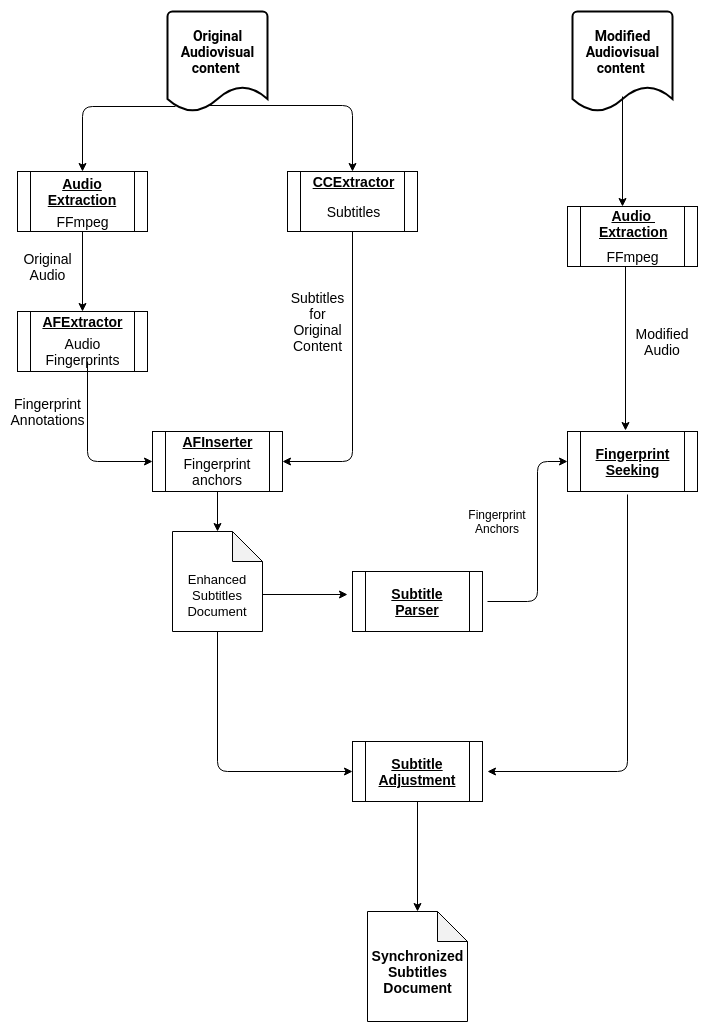 Original
Audiovisual
content
Modified
Audiovisual
content
Audio
Extraction
FFmpeg
CCExtractor
Subtitles
Audio
Extraction
FFmpeg
Original
Audio
Subtitles
for
Original
Content
AFExtractor
Audio
Fingerprints
Modified
Audio
Fingerprint
Annotations
AFInserter
Fingerprint
anchors
Fingerprint
Seeking
Fingerprint
Anchors
Enhanced
Subtitles
Document
Subtitle
Parser
Subtitle
Adjustment
Synchronized
Subtitles
Document